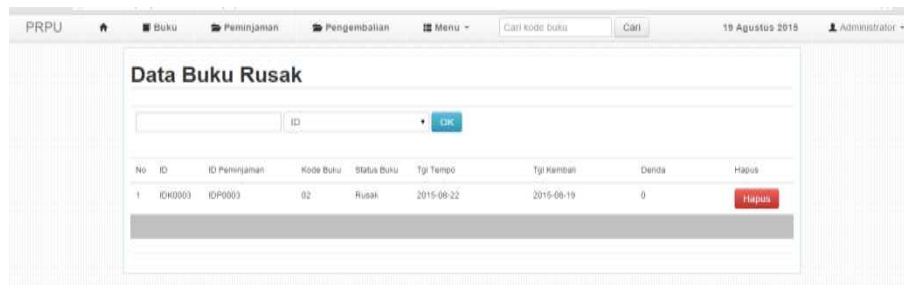 PRPU Buku Peminjaman Pengembalian Menu Cari kode buku Cari 19 Agustus 2015 Administrator
Data Buku Rusak
ID OK
No ID ID Peminjaman Kode Buku Status Buku Tgl Tempo Tgl Kembali Denda Hapus
1 IDK0003 IDP0003 02 Rusak 2015-08-22 2015-08-19 0 Hapus